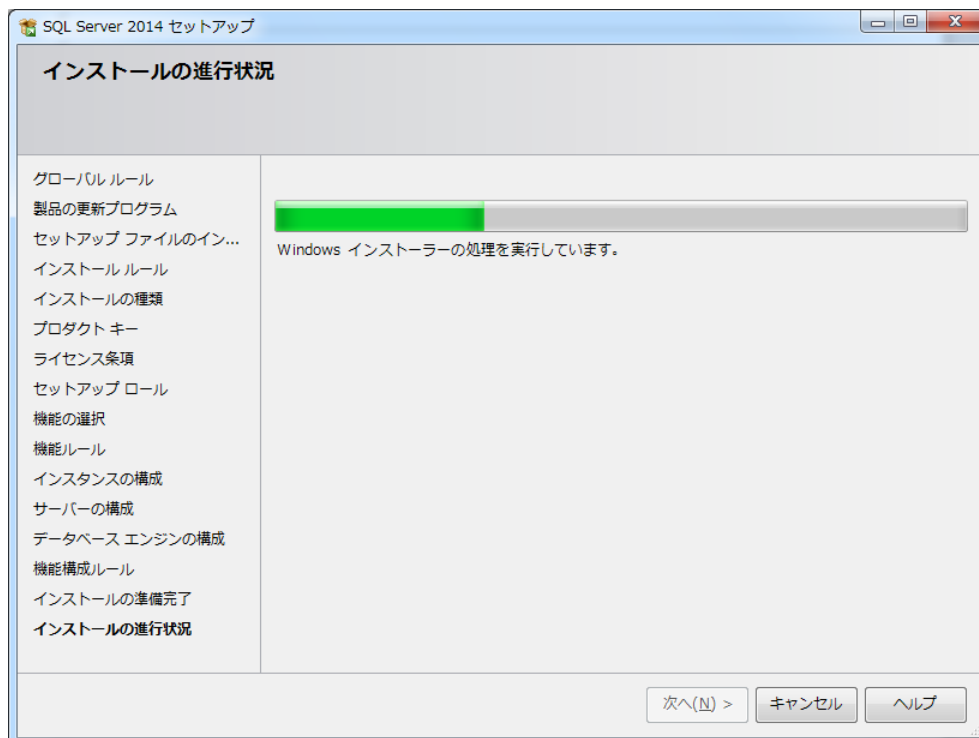 SQL Server 2014 セットアップ
インストールの進行状況
グローバル ルール
製品の更新プログラム
セットアップ ファイルのイン...
インストール ルール
インストールの種類
プロダクト キー
ライセンス条項
セットアップ ロール
機能の選択
機能ルール
インスタンスの構成
サーバーの構成
データベース エンジンの構成
機能構成ルール
インストールの準備完了
インストールの進行状況
Windows インストーラーの処理を実行しています。
次へ(N) >
キャンセル
ヘルプ